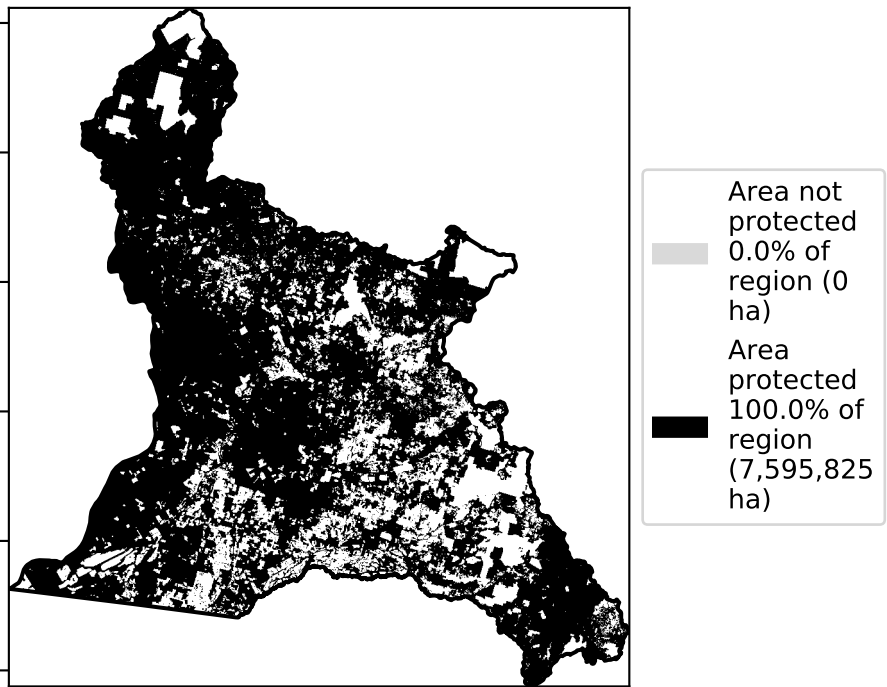 Area not
protected
0.0% of
region (0
ha)
Area
protected
100.0% of
region
(7,595,825
ha)